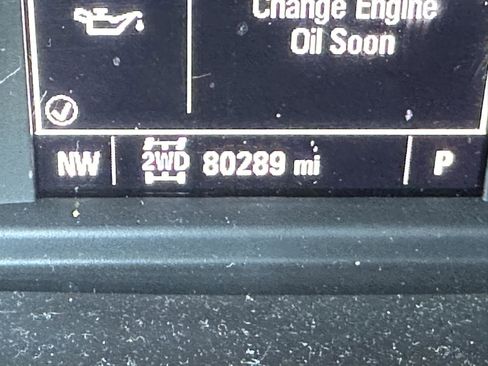 Change Engine
Oil Soon
NW 2WD 80289 mi P